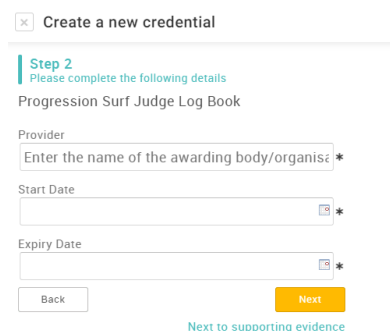 Create a new credential
Step 2
Please complete the following details
Progression Surf Judge Log Book
Provider
Enter the name of the awarding body/organisa *
Start Date
*
Expiry Date
*
Back Next
Next to supporting evidence